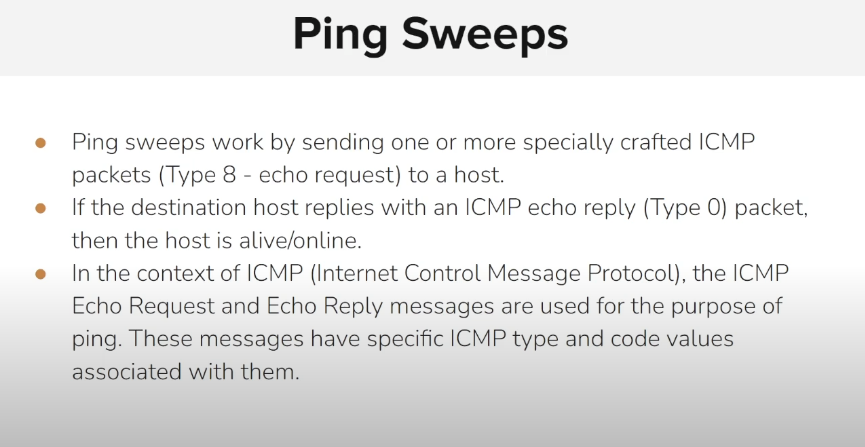 Ping Sweeps
● Ping sweeps work by sending one or more specially crafted ICMP
packets (Type 8 - echo request) to a host.
● If the destination host replies with an ICMP echo reply (Type 0) packet,
then the host is alive/online.
● In the context of ICMP (Internet Control Message Protocol), the ICMP
Echo Request and Echo Reply messages are used for the purpose of
ping. These messages have specific ICMP type and code values
associated with them.